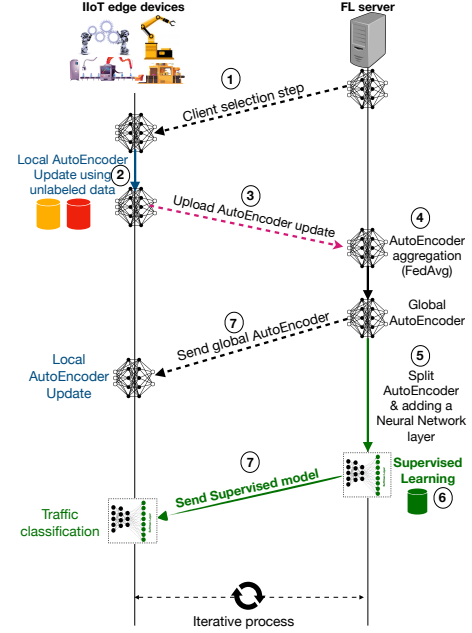 IIoT edge devices
FL server
1
Client selection step
Local AutoEncoder
Update using
unlabeled data
2
3
Upload AutoEncoder update
4
AutoEncoder
aggregation
(FedAvg)
7
Send global AutoEncoder
Global
AutoEncoder
Local
AutoEncoder
Update
5
Split
AutoEncoder
& adding a
Neural Network
layer
7
Send Supervised model
Supervised
Learning
6
Traffic
classification
Iterative process